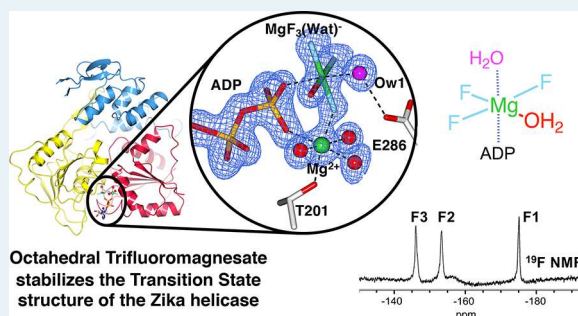 MgF₃(Wat)⁻
ADP
Ow1
E286
Mg²⁺
T201
H₂O
F
F
F
Mg
OH₂
ADP
Octahedral Trifluoromagnesate
stabilizes the Transition State
structure of the Zika helicase
F3 F2 F1
¹⁹F NMR
-140 -160 -180
ppm